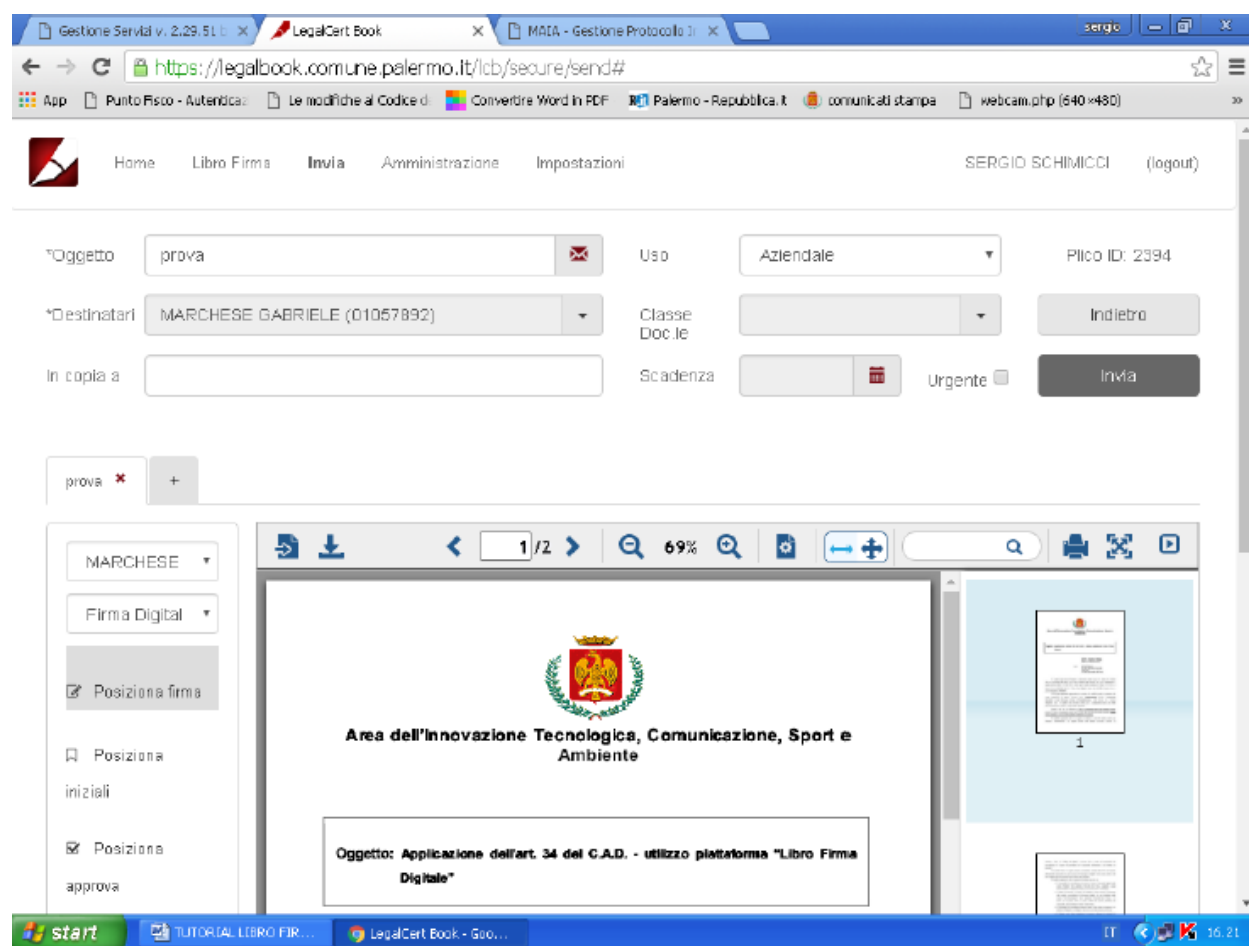 Gestione Servizi v. 2.29.51 b
LegalCert Book
MAIA - Gestione Protocollo In
sergio
https://legalbook.comune.palermo.it/lcb/secure/send#
App
Punto Fisco - Autenticaz
Le modifiche al Codice d
Convertire Word in PDF
Palermo - Repubblica.it
comunicati stampa
webcam.php (640×480)
»
Home
Libro Firma
Invia
Amministrazione
Impostazioni
SERGIO SCHIMICCI
(logout)
*Oggetto
prova
Uso
Aziendale
Plico ID: 2394
*Destinatari
MARCHESE GABRIELE (01057892)
Classe
Doc.le
Indietro
In copia a
Scadenza
Urgente
Invia
prova
+
MARCHESE
1 /2
69%
Firma Digital
Posiziona firma
Area dell'Innovazione Tecnologica, Comunicazione, Sport e
Ambiente
1
Posiziona
iniziali
Posiziona
approva
Oggetto: Applicazione dell'art. 34 del C.A.D. - utilizzo piattaforma "Libro Firma
Digitale"
start
TUTORIAL LIBRO FIR...
LegalCert Book - Goo...
IT
16.21